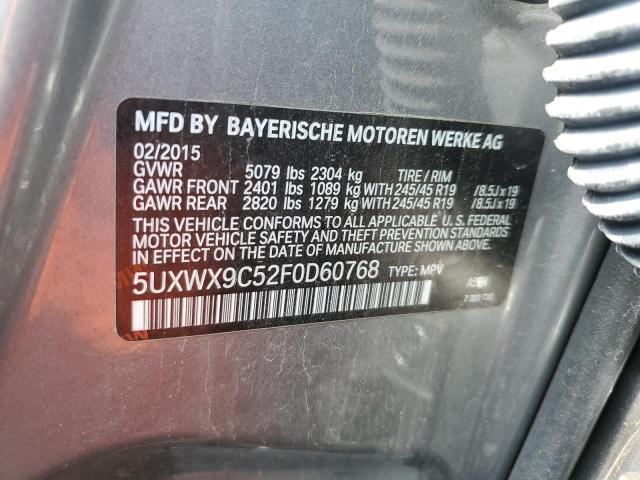 MFD BY BAYERISCHE MOTOREN WERKE AG
02/2015
GVWR 5079 lbs 2304 kg TIRE / RIM
GAWR FRONT 2401 lbs 1089 kg WITH 245/45 R19 / 8.5J x 19
GAWR REAR 2820 lbs 1279 kg WITH 245/45 R19 / 8.5J x 19
THIS VEHICLE CONFORMS TO ALL APPLICABLE U. S. FEDERAL
MOTOR VEHICLE SAFETY AND THEFT PREVENTION STANDARDS
IN EFFECT ON THE DATE OF MANUFACTURE SHOWN ABOVE.
5UXWX9C52F0D60768 TYPE: MPV